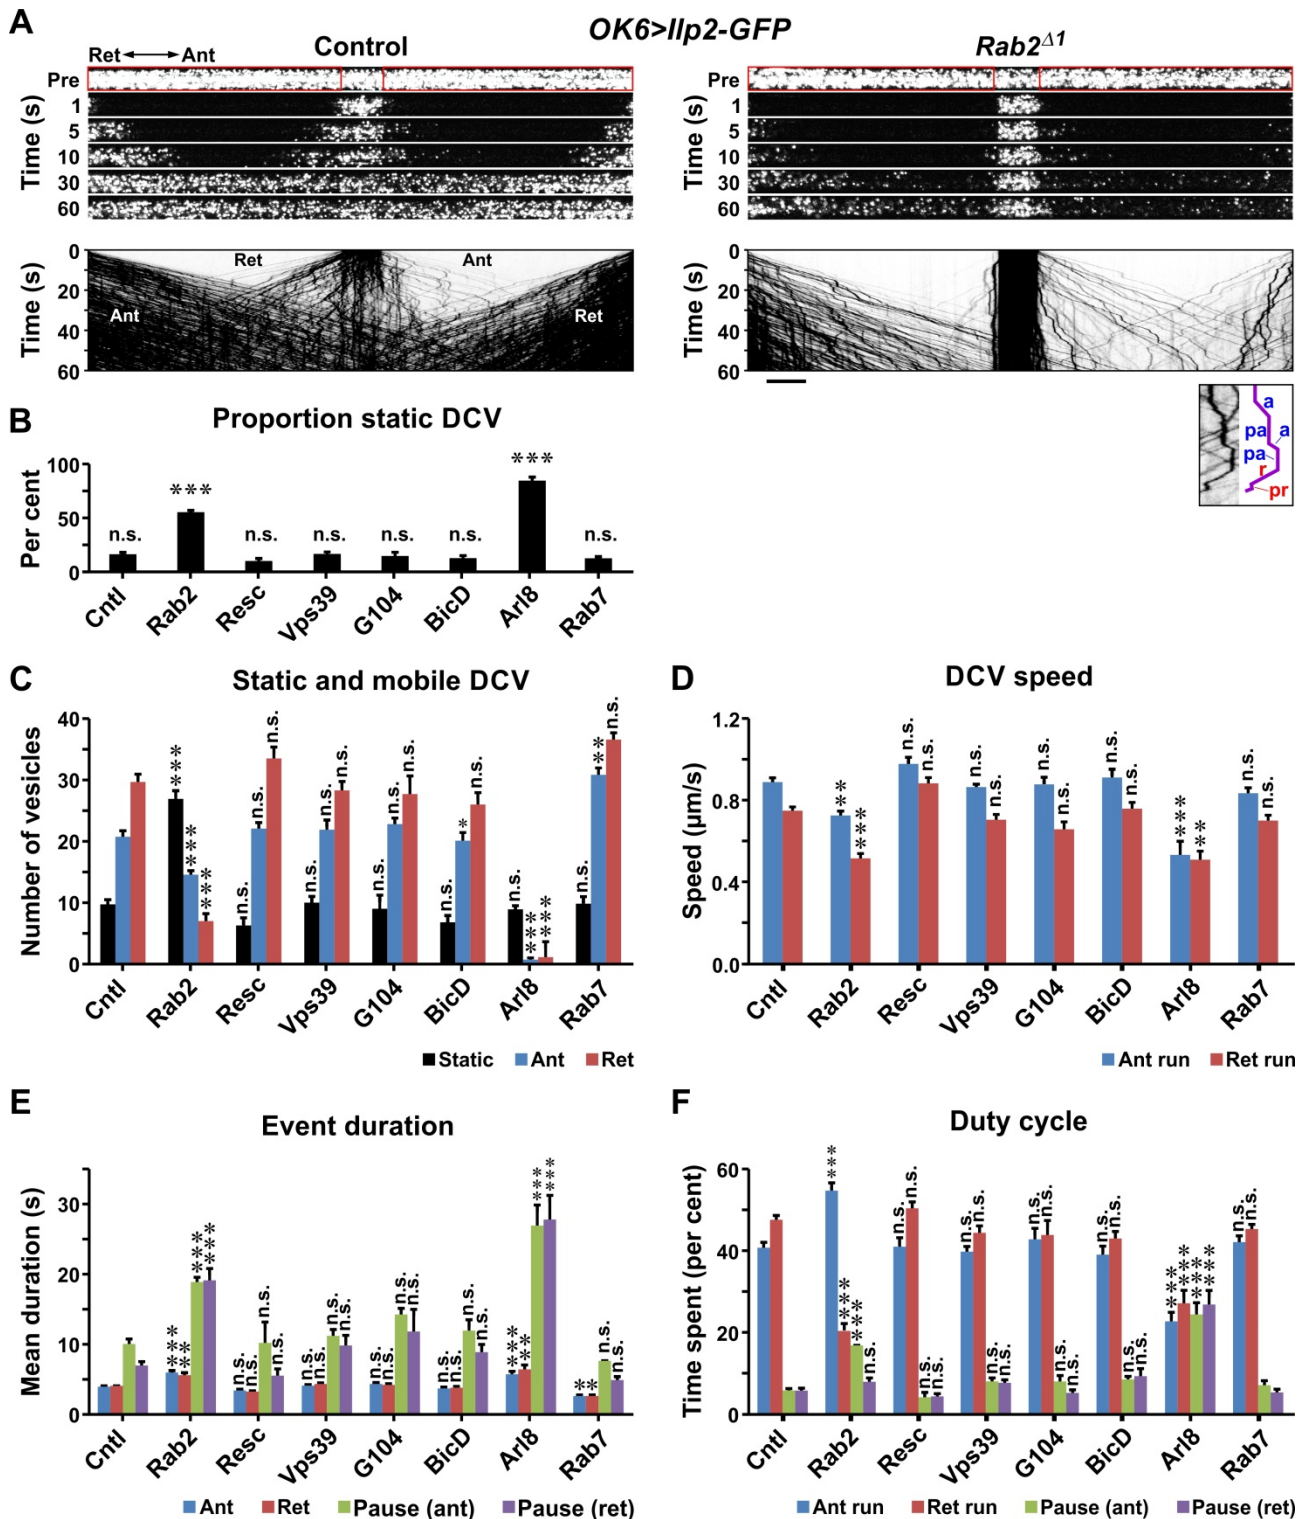 A
OK6>Ilp2-GFP
Ret Ant
Control
Rab2Δ1
Pre
1
5
10
30
60
Time (s)
Pre
1
5
10
30
60
Time (s)
0
20
40
60
Time (s)
Ret
Ant
Ant
Ret
0
20
40
60
Time (s)
a
pa a
pa
r
pr
B
Proportion static DCV
Per cent
100
50
0
n.s. *** n.s. n.s. n.s. n.s. *** n.s.
Cntl Rab2 Resc Vps39 G104 BicD Arl8 Rab7
C
Static and mobile DCV
Number of vesicles
40
30
20
10
0
*** *** *** n.s. n.s. n.s. n.s. n.s. n.s. n.s. n.s. n.s. n.s. * n.s. n.s. *** *** n.s. ** n.s.
Cntl Rab2 Resc Vps39 G104 BicD Arl8 Rab7
Static Ant Ret
D
DCV speed
Speed (µm/s)
1.2
0.8
0.4
0.0
** *** n.s. n.s. n.s. n.s. n.s. n.s. n.s. n.s. *** ** n.s. n.s.
Cntl Rab2 Resc Vps39 G104 BicD Arl8 Rab7
Ant run Ret run
E
Event duration
Mean duration (s)
30
20
10
0
*** ** *** *** n.s. n.s. n.s. n.s. n.s. n.s. n.s. n.s. n.s. n.s. n.s. n.s. n.s. n.s. n.s. n.s. *** ** *** *** * ** n.s. n.s.
Cntl Rab2 Resc Vps39 G104 BicD Arl8 Rab7
Ant Ret Pause (ant) Pause (ret)
F
Duty cycle
Time spent (per cent)
60
40
20
0
*** *** *** n.s. n.s. n.s. n.s. n.s. n.s. n.s. n.s. n.s. n.s. n.s. n.s. n.s. n.s. n.s. n.s. n.s. *** *** *** *** n.s. n.s.
Cntl Rab2 Resc Vps39 G104 BicD Arl8 Rab7
Ant run Ret run Pause (ant) Pause (ret)